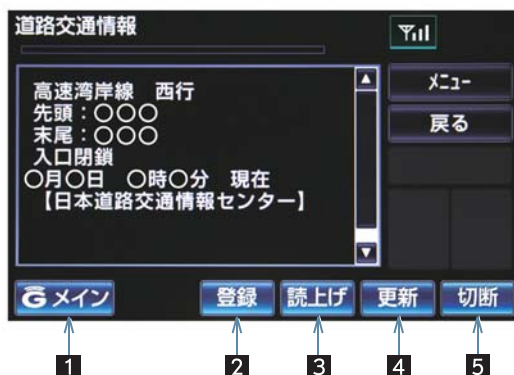 道路交通情報
高速湾岸線 西行
先頭：○○○
末尾：○○○
入口閉鎖
○月○日 ○時○分 現在
【日本道路交通情報センター】
メニュー
戻る
G メイン
登録
読上げ
更新
切断
1
2
3
4
5